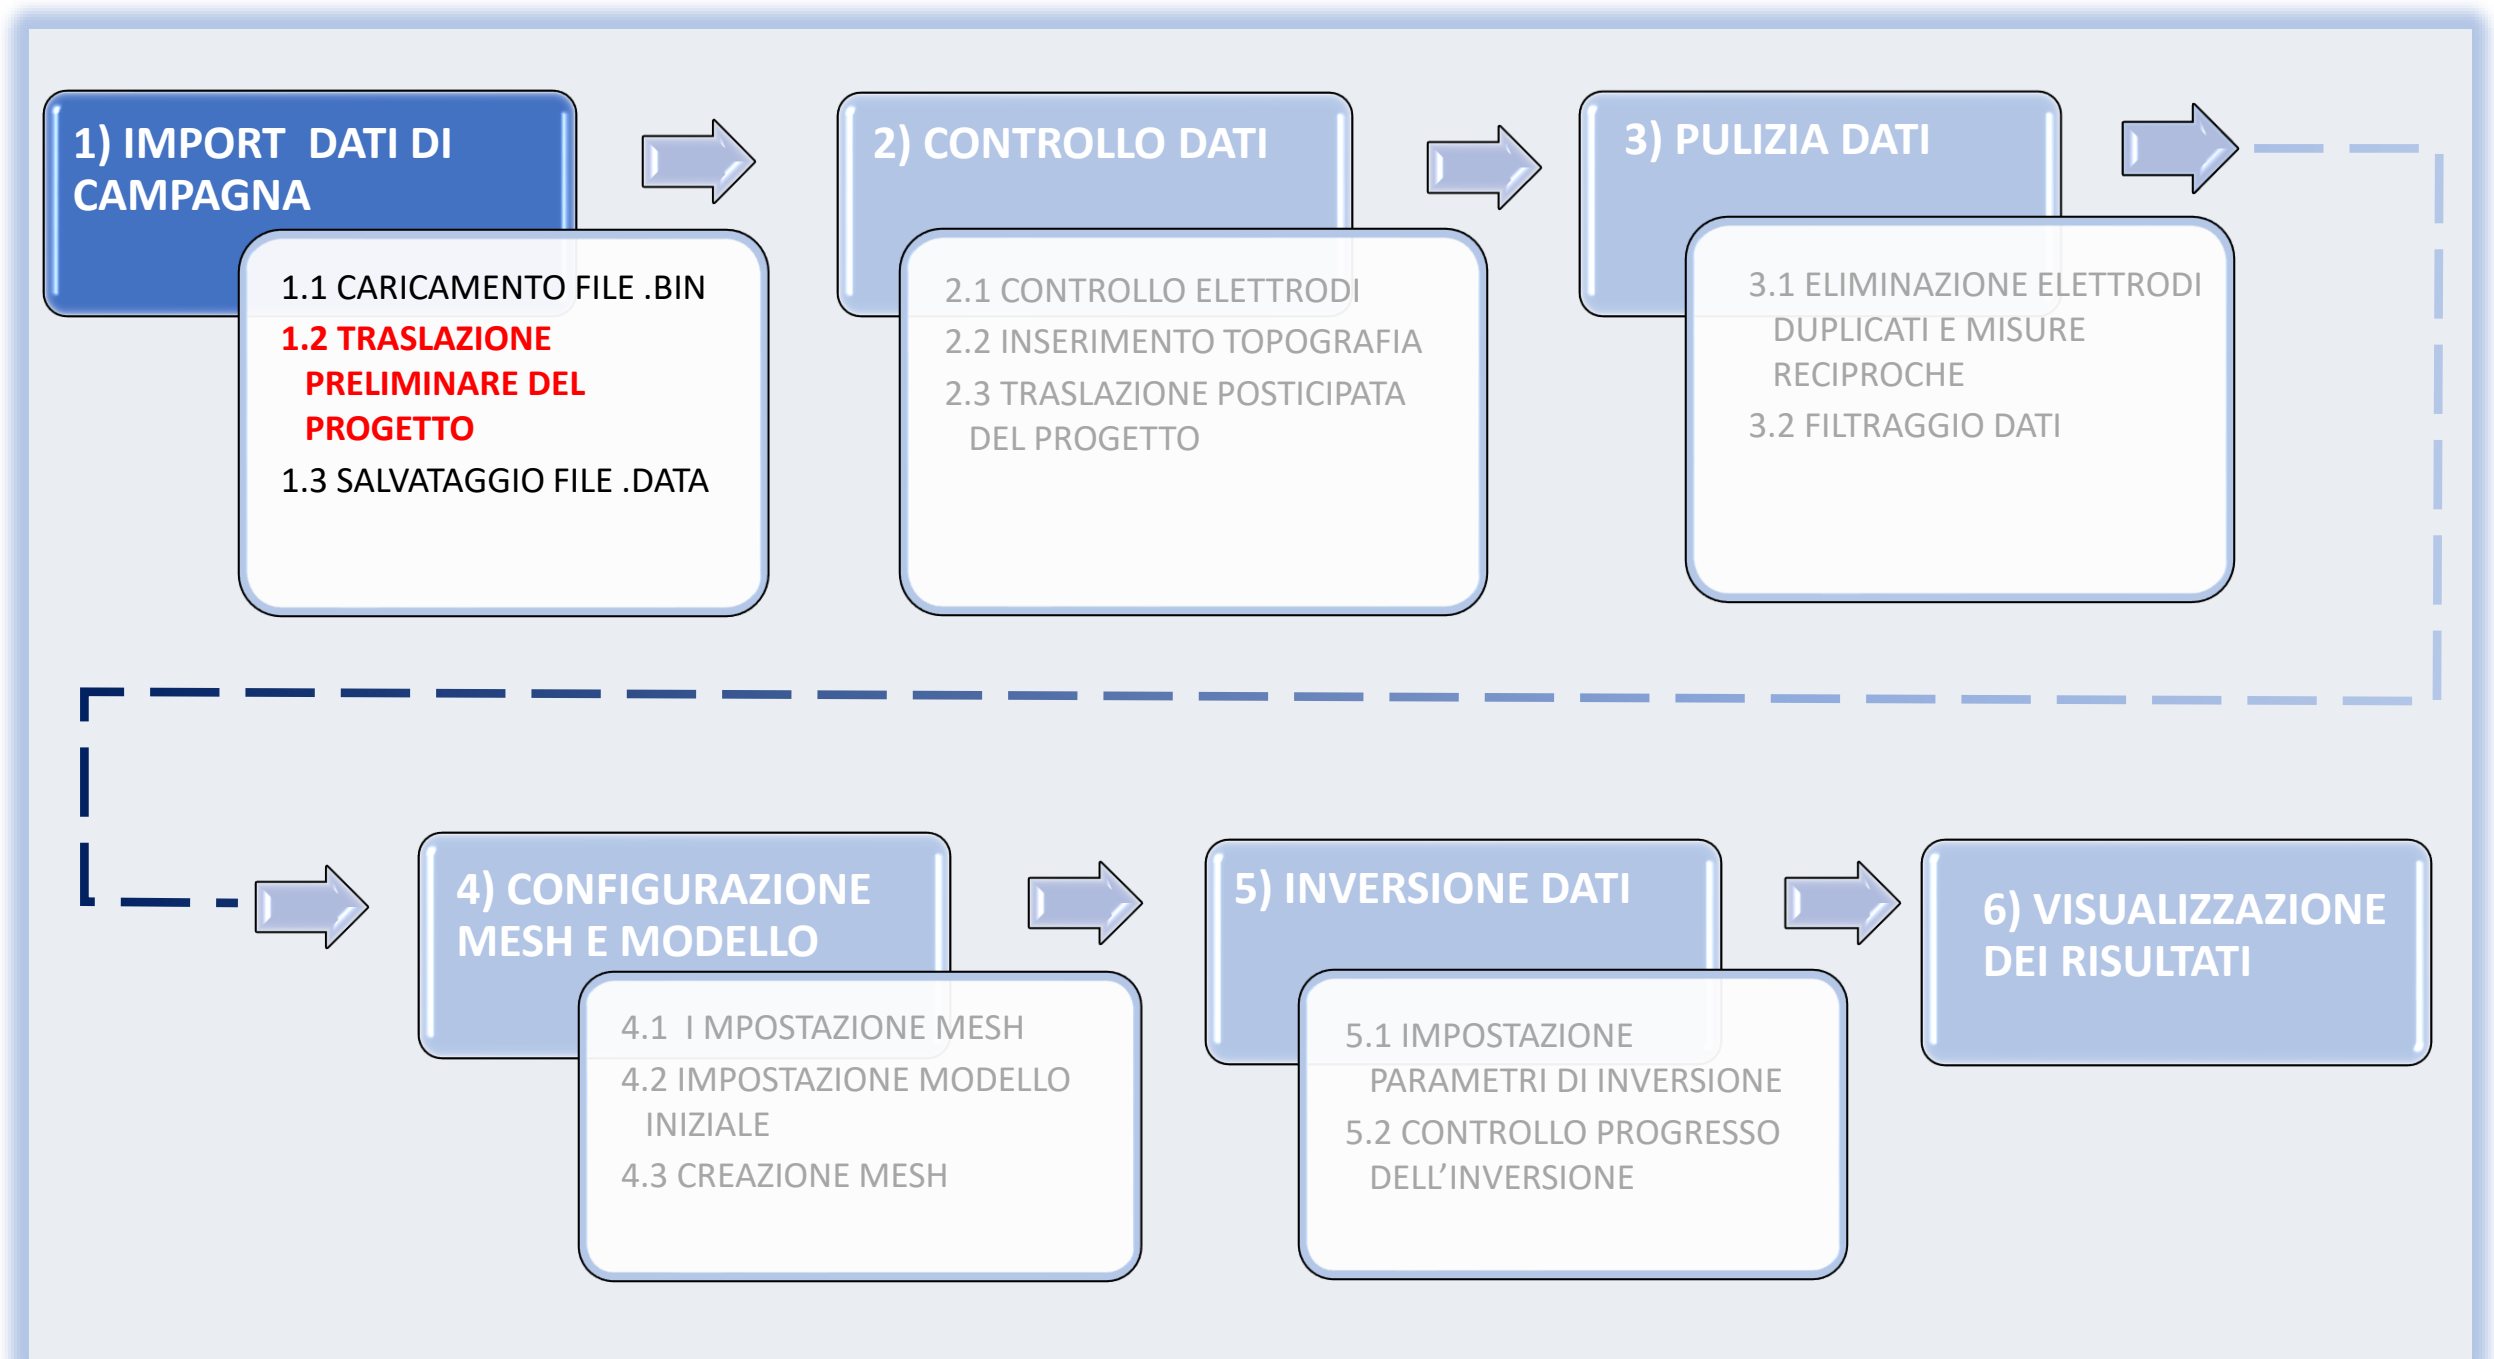 1) IMPORT  DATI DI
CAMPAGNA
1.1 CARICAMENTO FILE .BIN
1.2 TRASLAZIONE
PRELIMINARE DEL
PROGETTO
1.3 SALVATAGGIO FILE .DATA
2) CONTROLLO DATI
2.1 CONTROLLO ELETTRODI
2.2 INSERIMENTO TOPOGRAFIA
2.3 TRASLAZIONE POSTICIPATA
DEL PROGETTO
3) PULIZIA DATI
3.1 ELIMINAZIONE ELETTRODI
DUPLICATI E MISURE
RECIPROCHE
3.2 FILTRAGGIO DATI
4) CONFIGURAZIONE
MESH E MODELLO
4.1  I MPOSTAZIONE MESH
4.2 IMPOSTAZIONE MODELLO
INIZIALE
4.3 CREAZIONE MESH
5) INVERSIONE DATI
5.1 IMPOSTAZIONE
PARAMETRI DI INVERSIONE
5.2 CONTROLLO PROGRESSO
DELL’INVERSIONE
6) VISUALIZZAZIONE
DEI RISULTATI